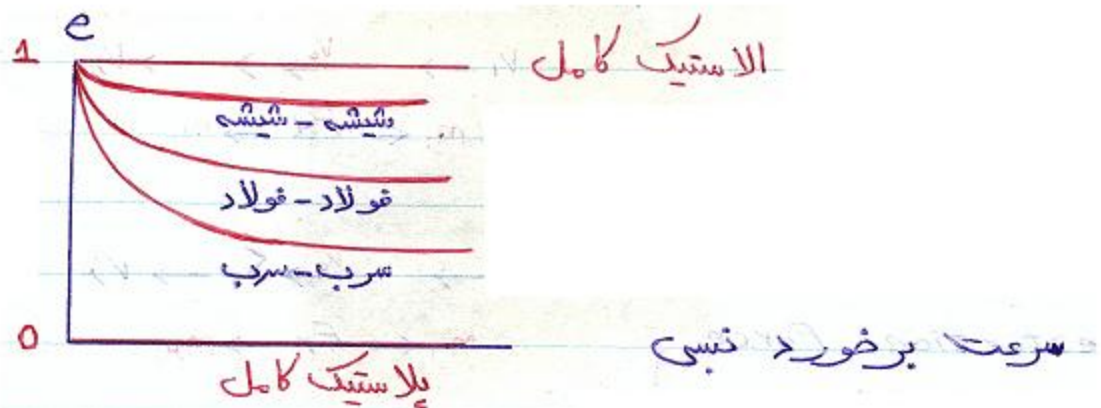 e
1
الاستیک کامل
شیشه - شیشه
فولاد - فولاد
سرب - سرب
0
سرعت برخورد نسبی
پلاستیک کامل